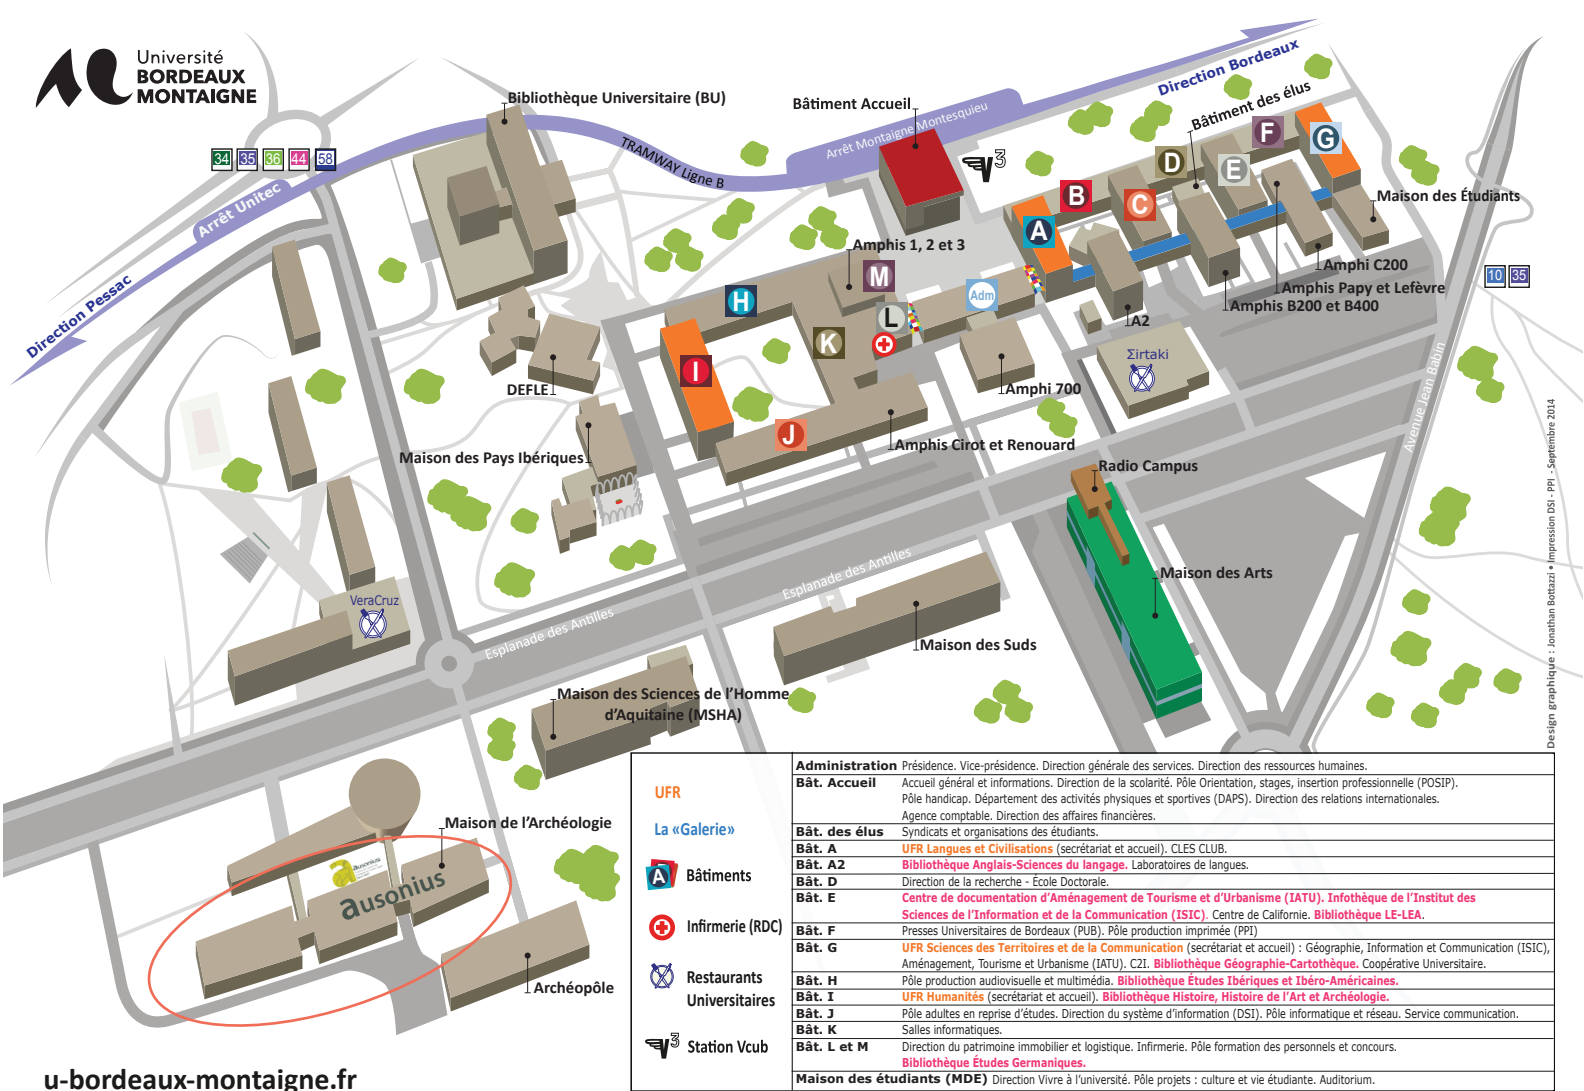 Université
BORDEAUX
MONTAIGNE
34 35 36 44 58
Bibliothèque Universitaire (BU)
Bâtiment Accueil
Arrêt Montaigne Montesquieu
Direction Bordeaux
Bâtiment des élus
TRAMWAY Ligne B
Arrêt Unitec
Direction Pessac
V3
F
G
D
E
B
C
A
Maison des Étudiants
Amphi C200
Amphis Papy et Lefèvre
Amphis B200 et B400
A2
10 35
Amphis 1, 2 et 3
M
H
Adm
L
K
I
J
Σirtaki
DEFLE
Amphi 700
Amphis Cirot et Renouard
Maison des Pays Ibériques
Radio Campus
Avenue Jean Babin
Maison des Arts
Esplanade des Antilles
Esplanade des Antilles
VeraCruz
Maison des Suds
Maison des Sciences de l'Homme
d'Aquitaine (MSHA)
Maison de l'Archéologie
ausonius
ausonius
Archéopôle
Design graphique : Jonathan Bottazzi • Impression DSI - PPI - Septembre 2014
UFR
La «Galerie»
A Bâtiments
Infirmerie (RDC)
Restaurants
Universitaires
V3 Station Vcub
Administration Présidence. Vice-présidence. Direction générale des services. Direction des ressources humaines.
Bât. Accueil Accueil général et informations. Direction de la scolarité. Pôle Orientation, stages, insertion professionnelle (POSIP).
Pôle handicap. Département des activités physiques et sportives (DAPS). Direction des relations internationales.
Agence comptable. Direction des affaires financières.
Bât. des élus Syndicats et organisations des étudiants.
Bât. A UFR Langues et Civilisations (secrétariat et accueil). CLES CLUB.
Bât. A2 Bibliothèque Anglais-Sciences du langage. Laboratoires de langues.
Bât. D Direction de la recherche - École Doctorale.
Bât. E Centre de documentation d'Aménagement de Tourisme et d'Urbanisme (IATU). Infothèque de l'Institut des
Sciences de l'Information et de la Communication (ISIC). Centre de Californie. Bibliothèque LE-LEA.
Bât. F Presses Universitaires de Bordeaux (PUB). Pôle production imprimée (PPI)
Bât. G UFR Sciences des Territoires et de la Communication (secrétariat et accueil) : Géographie, Information et Communication (ISIC),
Aménagement, Tourisme et Urbanisme (IATU). C2I. Bibliothèque Géographie-Cartothèque. Coopérative Universitaire.
Bât. H Pôle production audiovisuelle et multimédia. Bibliothèque Études Ibériques et Ibéro-Américaines.
Bât. I UFR Humanités (secrétariat et accueil). Bibliothèque Histoire, Histoire de l'Art et Archéologie.
Bât. J Pôle adultes en reprise d'études. Direction du système d'information (DSI). Pôle informatique et réseau. Service communication.
Bât. K Salles informatiques.
Bât. L et M Direction du patrimoine immobilier et logistique. Infirmerie. Pôle formation des personnels et concours.
Bibliothèque Études Germaniques.
Maison des étudiants (MDE) Direction Vivre à l'université. Pôle projets : culture et vie étudiante. Auditorium.
u-bordeaux-montaigne.fr